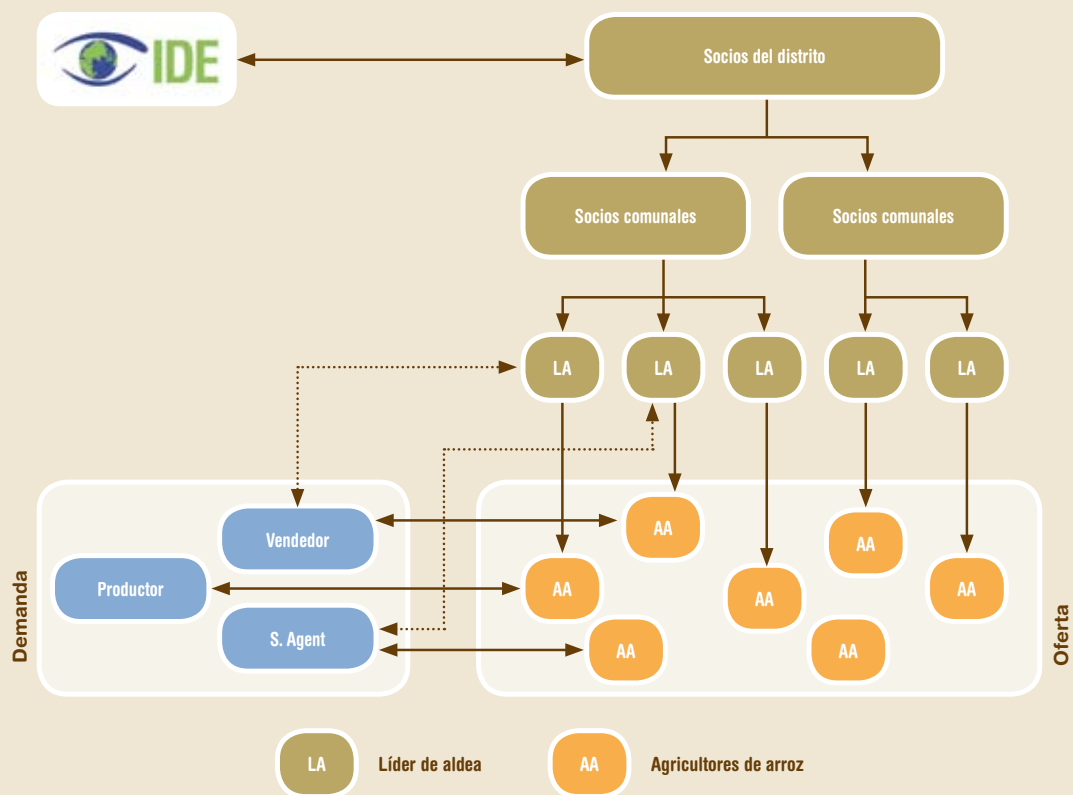 IDE
Socios del distrito
Socios comunales
Socios comunales
LA
LA
LA
LA
LA
Demanda
Vendedor
Productor
S. Agent
AA
AA
AA
AA
AA
AA
AA
Oferta
LA
Líder de aldea
AA
Agricultores de arroz